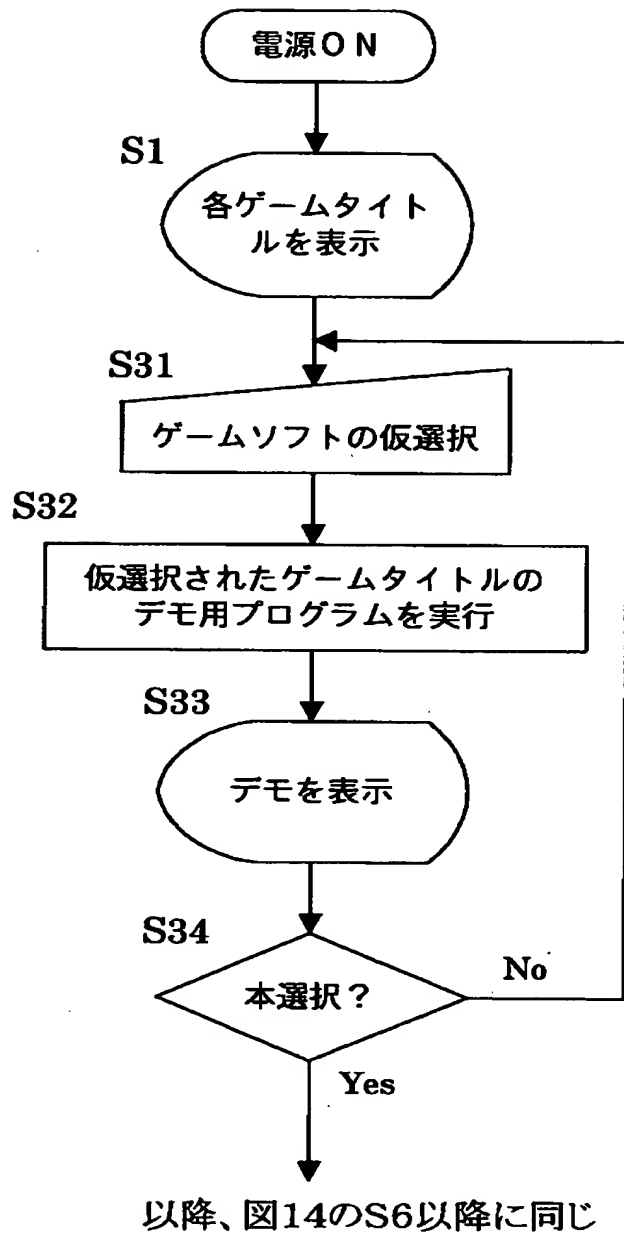 電源ON
S1
各ゲームタイト
ルを表示
S31
ゲームソフトの仮選択
S32
仮選択されたゲームタイトルの
デモ用プログラムを実行
S33
デモを表示
S34
本選択？
No
Yes
以降、図14のS6以降に同じ